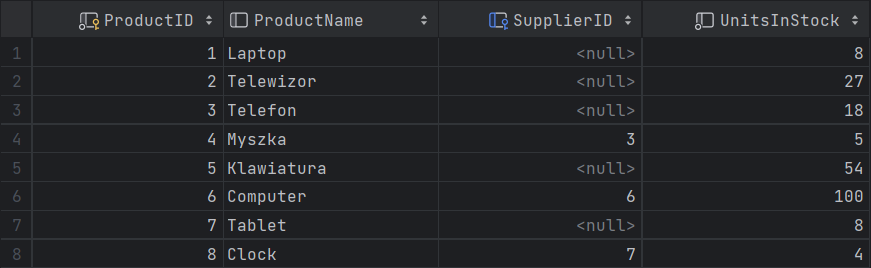 ProductID ProductName SupplierID UnitsInStock
1 1 Laptop <null> 8
2 2 Telewizor <null> 27
3 3 Telefon <null> 18
4 4 Myszka 3 5
5 5 Klawiatura <null> 54
6 6 Computer 6 100
7 7 Tablet <null> 8
8 8 Clock 7 4